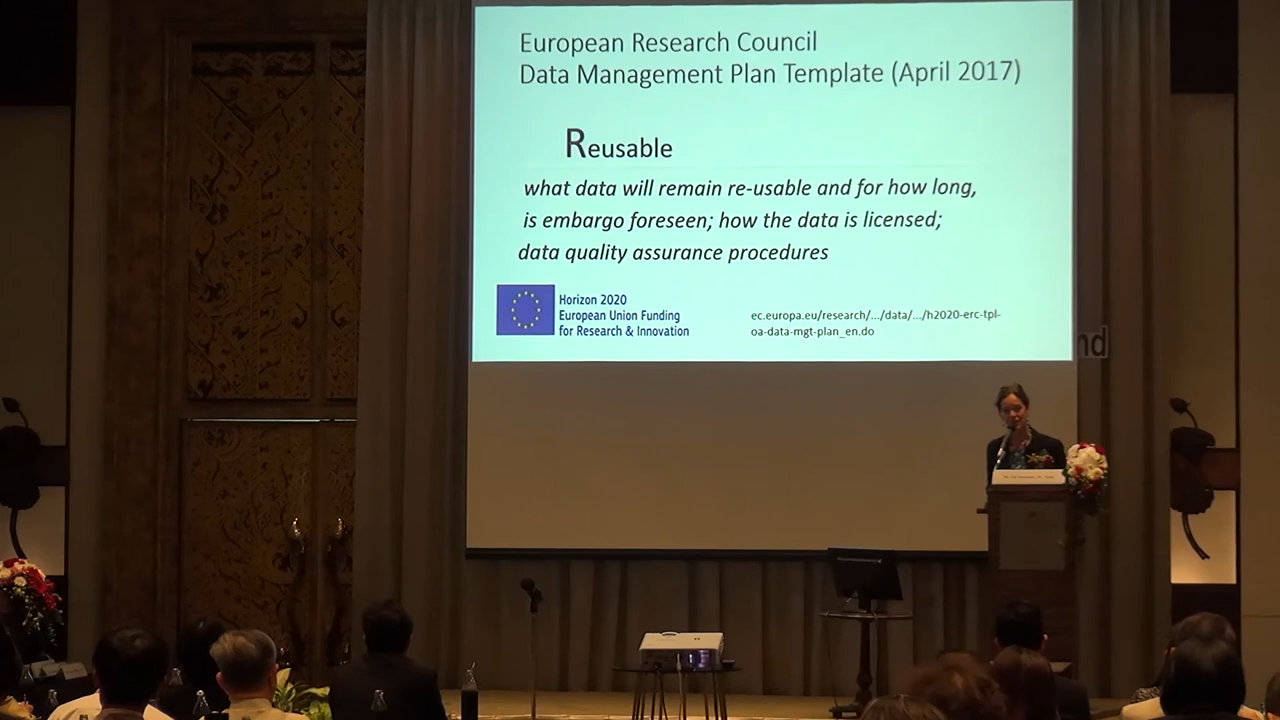 European Research Council
Data Management Plan Template (April 2017)
Reusable
what data will remain re-usable and for how long,
is embargo foreseen; how the data is licensed;
data quality assurance procedures
Horizon 2020
European Union Funding
for Research & Innovation
ec.europa.eu/research/.../data/.../h2020-erc-tpl-
oa-data-mgt-plan_en.do
nd